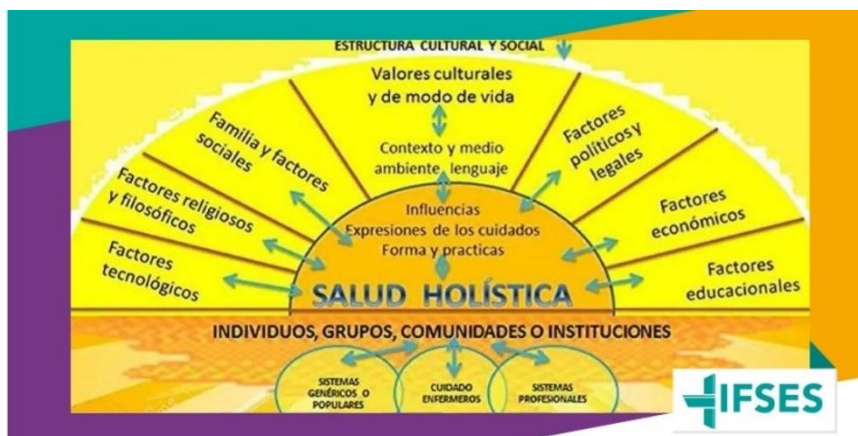 ESTRUCTURA CULTURAL Y SOCIAL
Valores culturales
y de modo de vida
Contexto y medio
ambiente lenguaje
Familia y factores
sociales
Factores religiosos
y filosóficos
Factores
tecnológicos
Factores
políticos y
legales
Factores
económicos
Factores
educacionales
Influencias
Expresiones de los cuidados
Forma y practicas
SALUD HOLÍSTICA
INDIVIDUOS, GRUPOS, COMUNIDADES O INSTITUCIONES
SISTEMAS
GENÉRICOS O
POPULARES
CUIDADO
ENFERMEROS
SISTEMAS
PROFESIONALES
IFSES